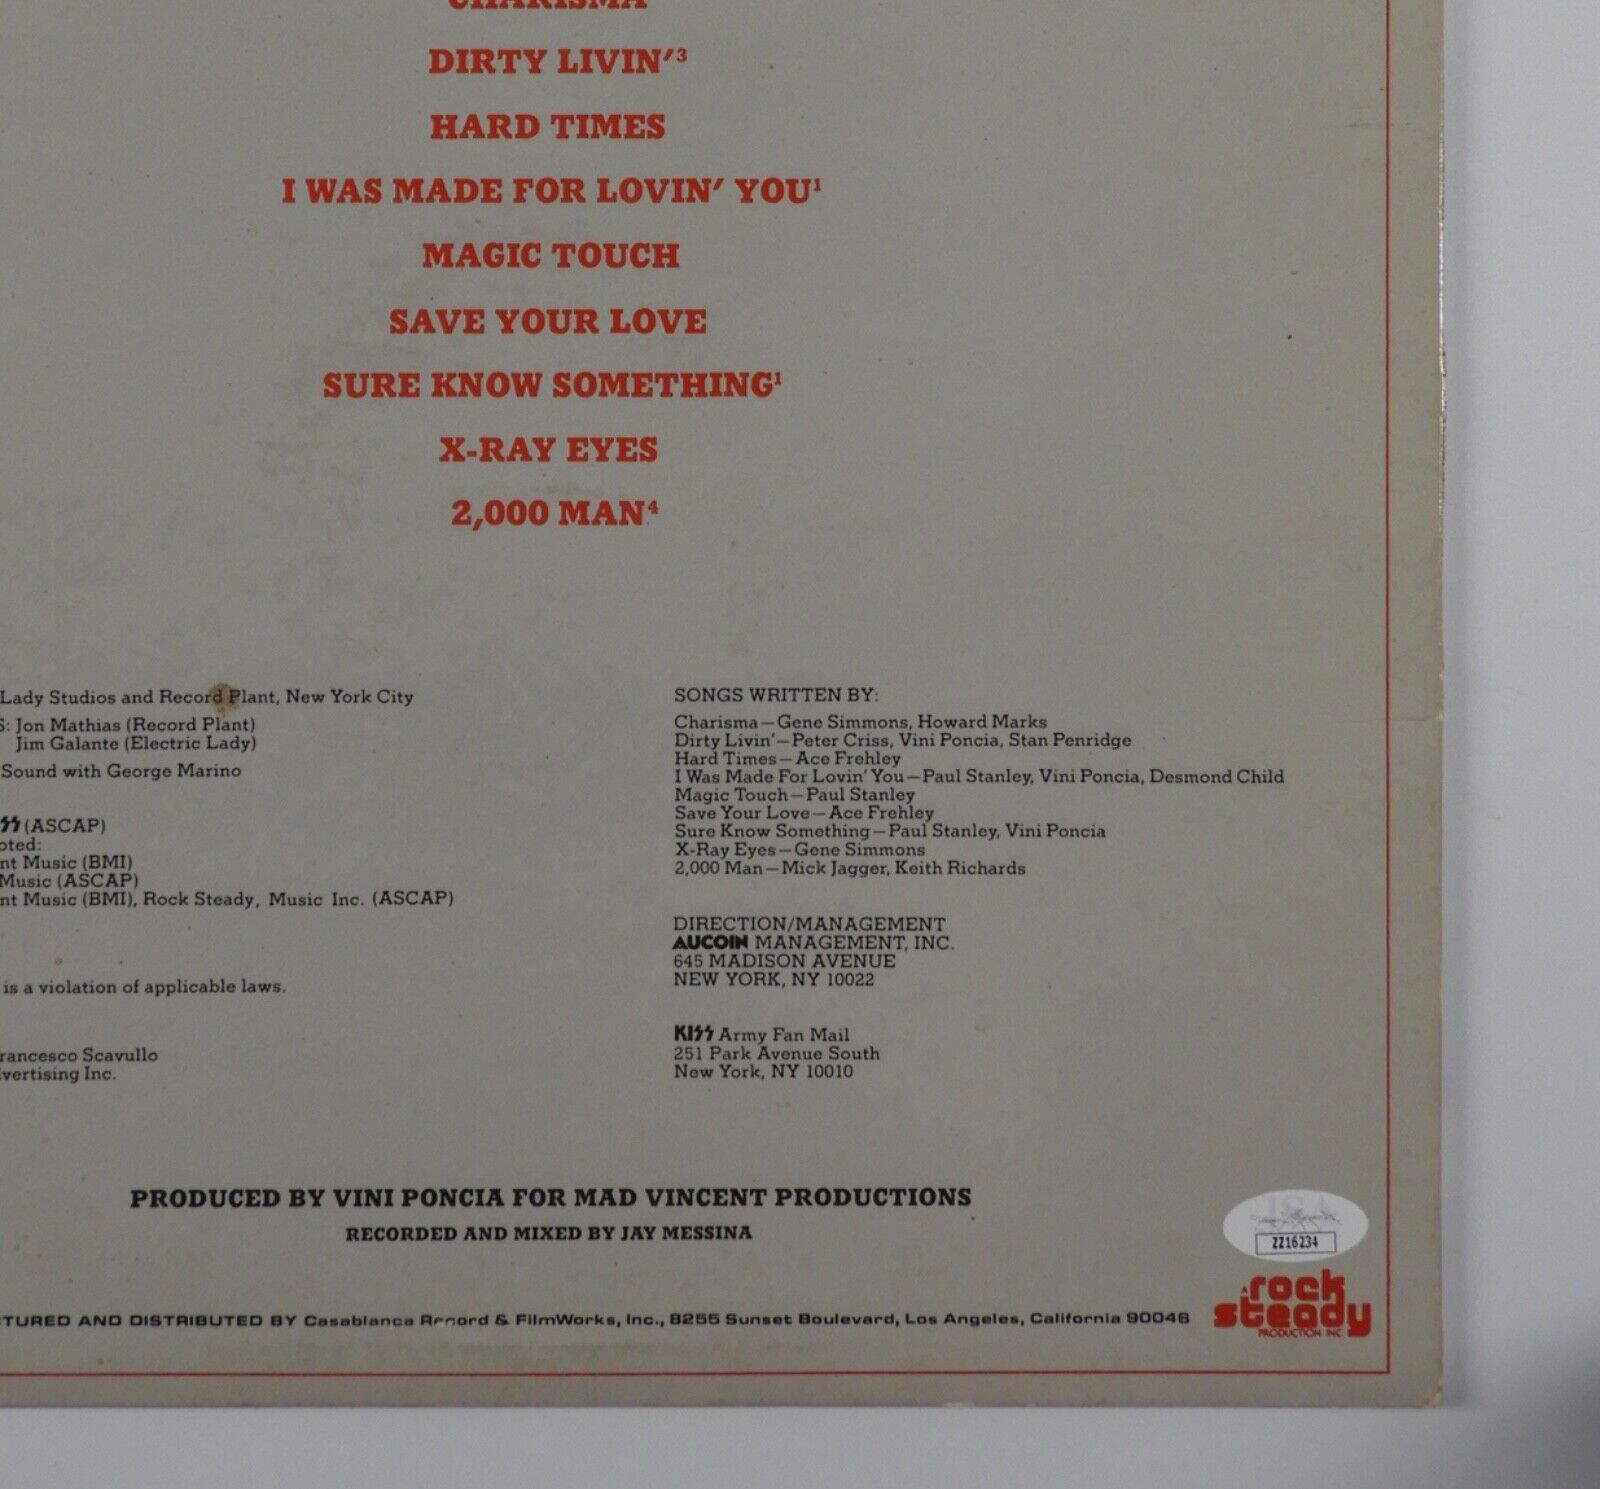 CHARISMA
DIRTY LIVIN'³
HARD TIMES
I WAS MADE FOR LOVIN' YOU¹
MAGIC TOUCH
SAVE YOUR LOVE
SURE KNOW SOMETHING¹
X-RAY EYES
2,000 MAN⁴
Lady Studios and Record Plant, New York City
S: Jon Mathias (Record Plant)
Jim Galante (Electric Lady)
Sound with George Marino
SS (ASCAP)
oted:
nt Music (BMI)
Music (ASCAP)
nt Music (BMI), Rock Steady, Music Inc. (ASCAP)
is a violation of applicable laws.
rancesco Scavullo
vertising Inc.
SONGS WRITTEN BY:
Charisma—Gene Simmons, Howard Marks
Dirty Livin'—Peter Criss, Vini Poncia, Stan Penridge
Hard Times—Ace Frehley
I Was Made For Lovin' You—Paul Stanley, Vini Poncia, Desmond Child
Magic Touch—Paul Stanley
Save Your Love—Ace Frehley
Sure Know Something—Paul Stanley, Vini Poncia
X-Ray Eyes—Gene Simmons
2,000 Man—Mick Jagger, Keith Richards
DIRECTION/MANAGEMENT
AUCOIN MANAGEMENT, INC.
645 MADISON AVENUE
NEW YORK, NY 10022
KISS Army Fan Mail
251 Park Avenue South
New York, NY 10010
PRODUCED BY VINI PONCIA FOR MAD VINCENT PRODUCTIONS
RECORDED AND MIXED BY JAY MESSINA
JSA
ZZ16234
CTURED AND DISTRIBUTED BY Casablanca Record & FilmWorks, Inc., 8255 Sunset Boulevard, Los Angeles, California 90046
A rock
steady
PRODUCTION INC.